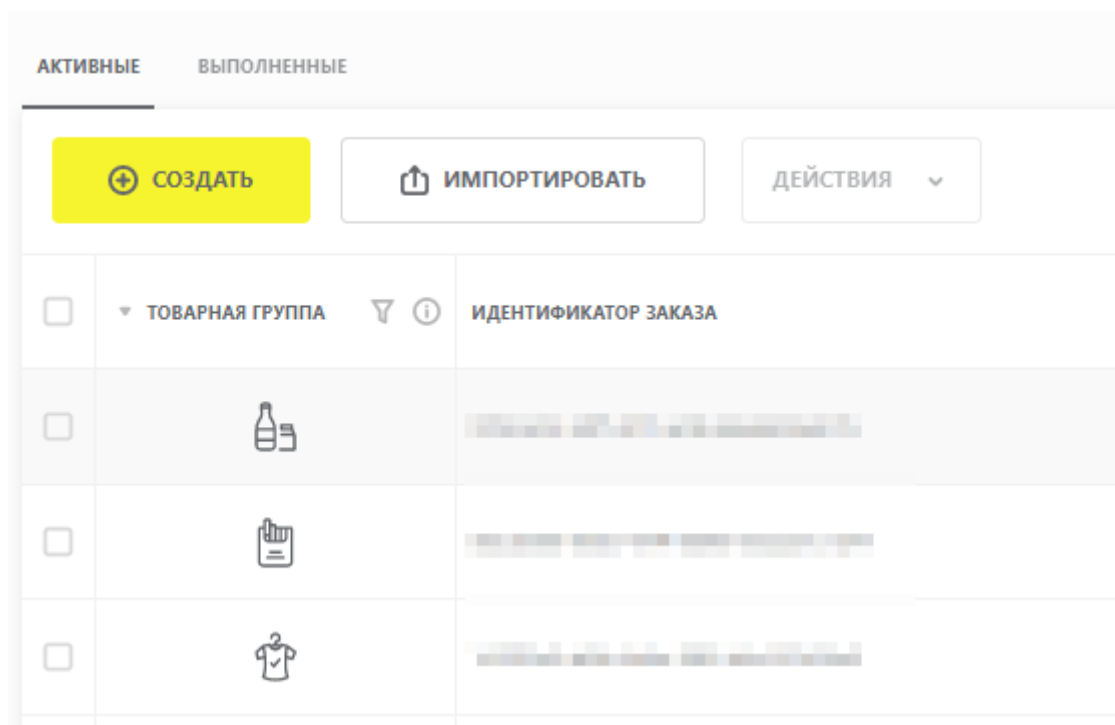 АКТИВНЫЕ ВЫПОЛНЕННЫЕ
СОЗДАТЬ ИМПОРТИРОВАТЬ ДЕЙСТВИЯ
ТОВАРНАЯ ГРУППА ИДЕНТИФИКАТОР ЗАКАЗА